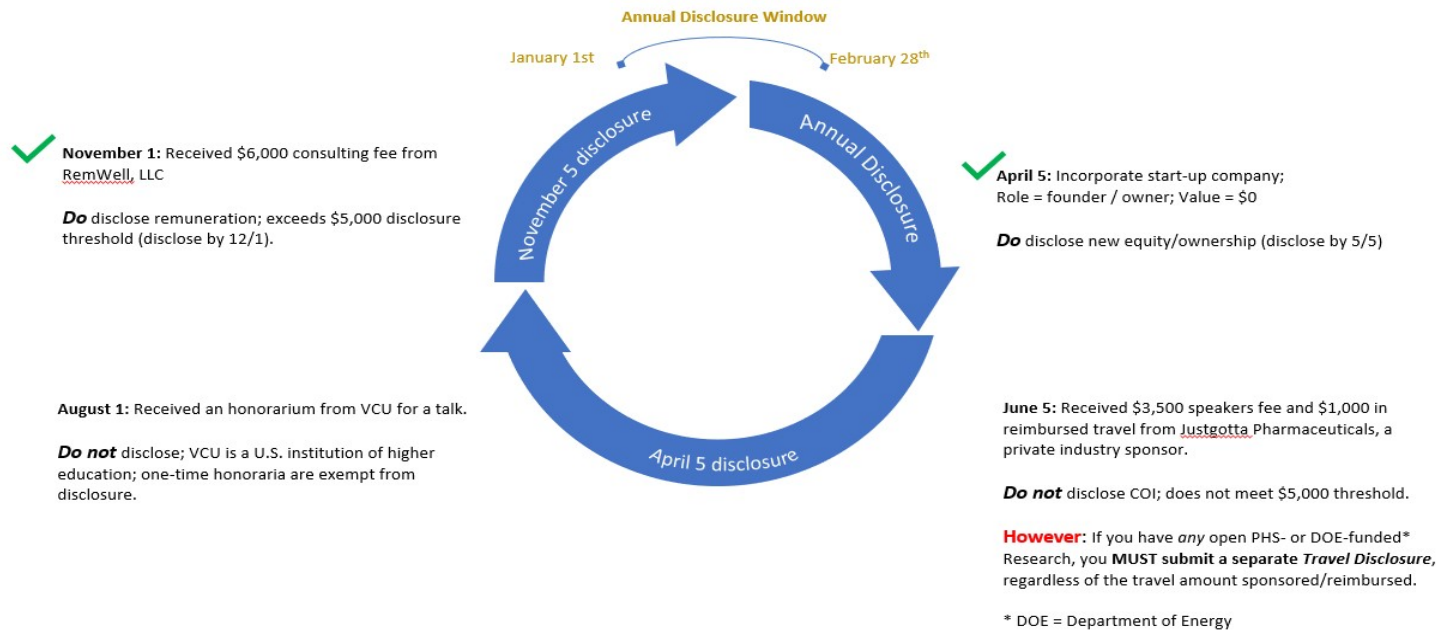 Annual Disclosure Window
January 1st
February 28th
November 5 disclosure
Annual Disclosure
April 5 disclosure
November 1: Received $6,000 consulting fee from
RemWell, LLC
Do disclose remuneration; exceeds $5,000 disclosure
threshold (disclose by 12/1).
April 5: Incorporate start-up company;
Role = founder / owner; Value = $0
Do disclose new equity/ownership (disclose by 5/5)
August 1: Received an honorarium from VCU for a talk.
Do not disclose; VCU is a U.S. institution of higher
education; one-time honoraria are exempt from
disclosure.
June 5: Received $3,500 speakers fee and $1,000 in
reimbursed travel from Justgotta Pharmaceuticals, a
private industry sponsor.
Do not disclose COI; does not meet $5,000 threshold.
However: If you have any open PHS- or DOE-funded*
Research, you MUST submit a separate Travel Disclosure,
regardless of the travel amount sponsored/reimbursed.
* DOE = Department of Energy